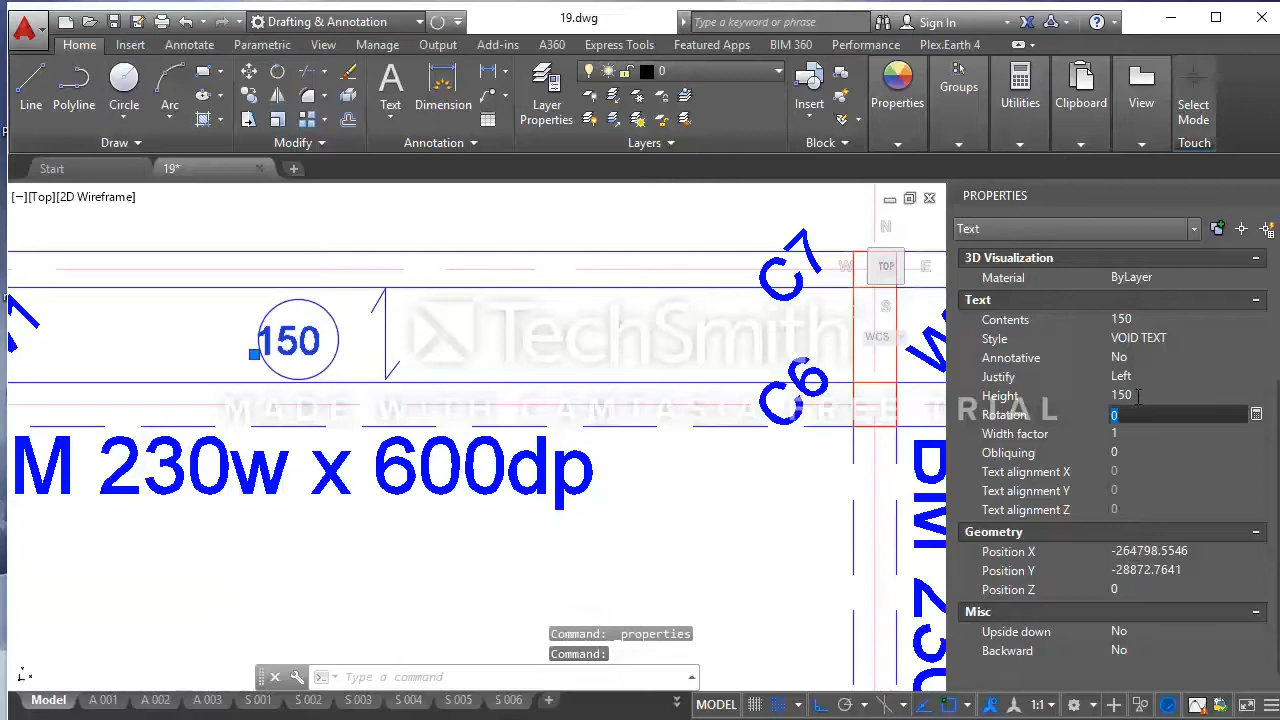 Drafting & Annotation
19.dwg
Type a keyword or phrase
Sign In
Home Insert Annotate Parametric View Manage Output Add-ins A360 Express Tools Featured Apps BIM 360 Performance Plex.Earth 4
Line Polyline Circle Arc Text Dimension Layer Properties 0 Insert Properties Groups Utilities Clipboard View Select Mode
Draw Modify Annotation Layers Block Touch
Start 19*
[−][Top][2D Wireframe]
N
W TOP E
S
WCS
C7
150
C6
M 230w x 600dp
BM 230
TechSmith
MADE WITH CAMTASIA FREE TRIAL
PROPERTIES
Text
3D Visualization
Material ByLayer
Text
Contents 150
Style VOID TEXT
Annotative No
Justify Left
Height 150
Rotation 0
Width factor 1
Obliquing 0
Text alignment X 0
Text alignment Y 0
Text alignment Z 0
Geometry
Position X -264798.5546
Position Y -28872.7641
Position Z 0
Misc
Upside down No
Backward No
Command: _properties
Command:
Type a command
Model A 001 A 002 A 003 S 001 S 002 S 003 S 004 S 005 S 006
MODEL 1:1